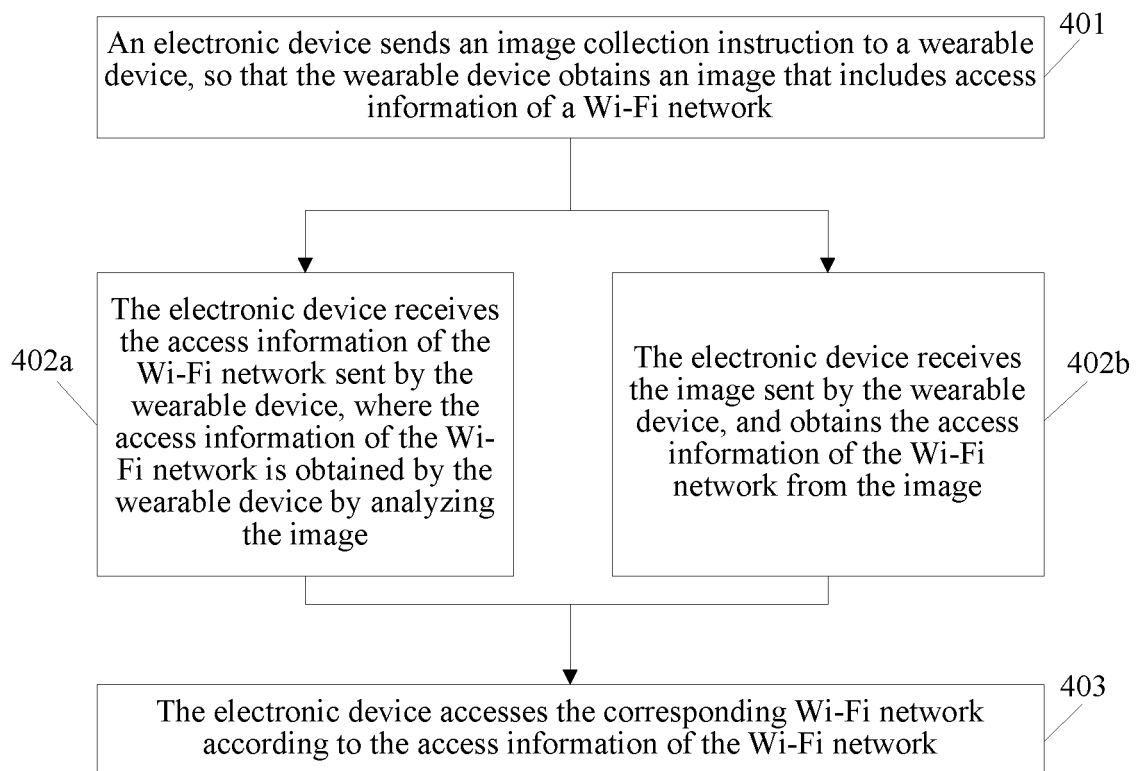 An electronic device sends an image collection instruction to a wearable
device, so that the wearable device obtains an image that includes access
information of a Wi-Fi network
401
The electronic device receives
the access information of the
Wi-Fi network sent by the
wearable device, where the
access information of the Wi-
Fi network is obtained by the
wearable device by analyzing
the image
402a
The electronic device receives
the image sent by the wearable
device, and obtains the access
information of the Wi-Fi
network from the image
402b
The electronic device accesses the corresponding Wi-Fi network
according to the access information of the Wi-Fi network
403